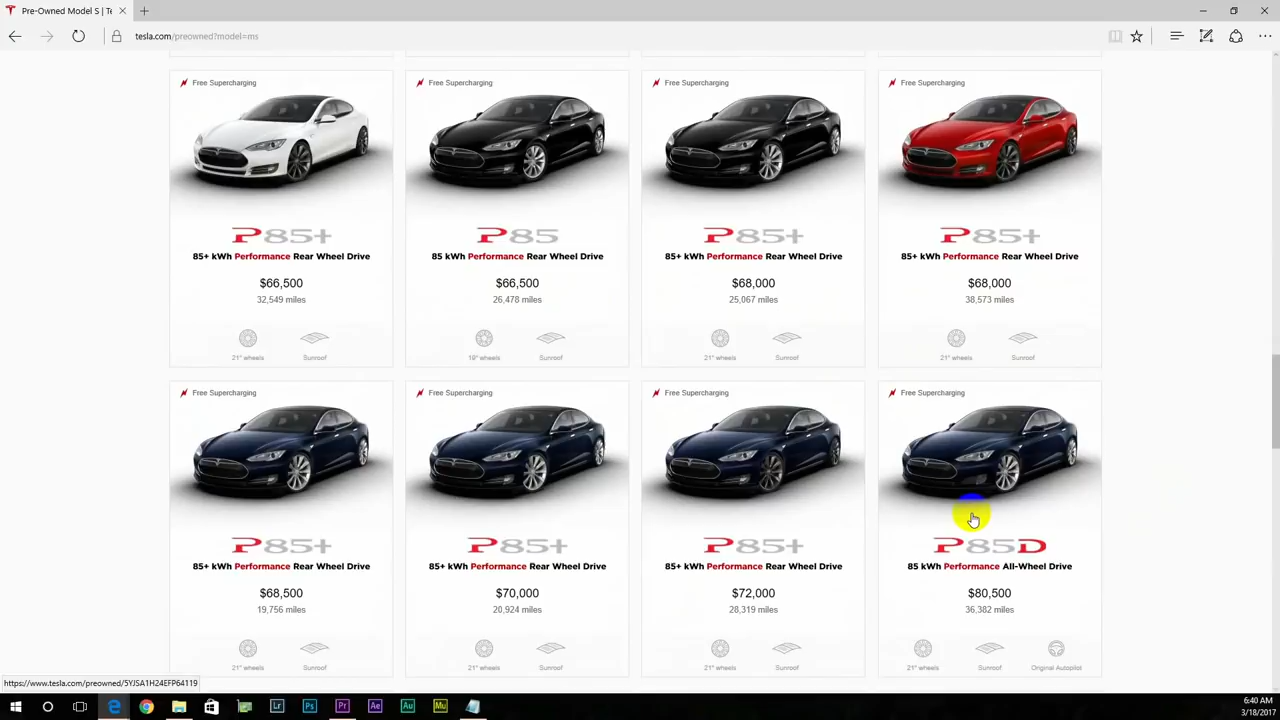 Pre-Owned Model S | Te
tesla.com/preowned?model=ms
Free Supercharging
P85+
85+ kWh Performance Rear Wheel Drive
$66,500
32,549 miles
21" wheels
Sunroof
Free Supercharging
P85
85 kWh Performance Rear Wheel Drive
$66,500
26,478 miles
19" wheels
Sunroof
Free Supercharging
P85+
85+ kWh Performance Rear Wheel Drive
$68,000
25,067 miles
21" wheels
Sunroof
Free Supercharging
P85+
85+ kWh Performance Rear Wheel Drive
$68,000
38,573 miles
21" wheels
Sunroof
Free Supercharging
P85+
85+ kWh Performance Rear Wheel Drive
$68,500
19,756 miles
21" wheels
Sunroof
Free Supercharging
P85+
85+ kWh Performance Rear Wheel Drive
$70,000
20,924 miles
21" wheels
Sunroof
Free Supercharging
P85+
85+ kWh Performance Rear Wheel Drive
$72,000
28,319 miles
21" wheels
Sunroof
Free Supercharging
P85D
85 kWh Performance All-Wheel Drive
$80,500
36,382 miles
21" wheels
Sunroof
Original Autopilot
https://www.tesla.com/preowned/5YJSA1H24EFP64119
Lr
Ps
Pr
Ae
Au
Mu
6:40 AM
3/18/2017